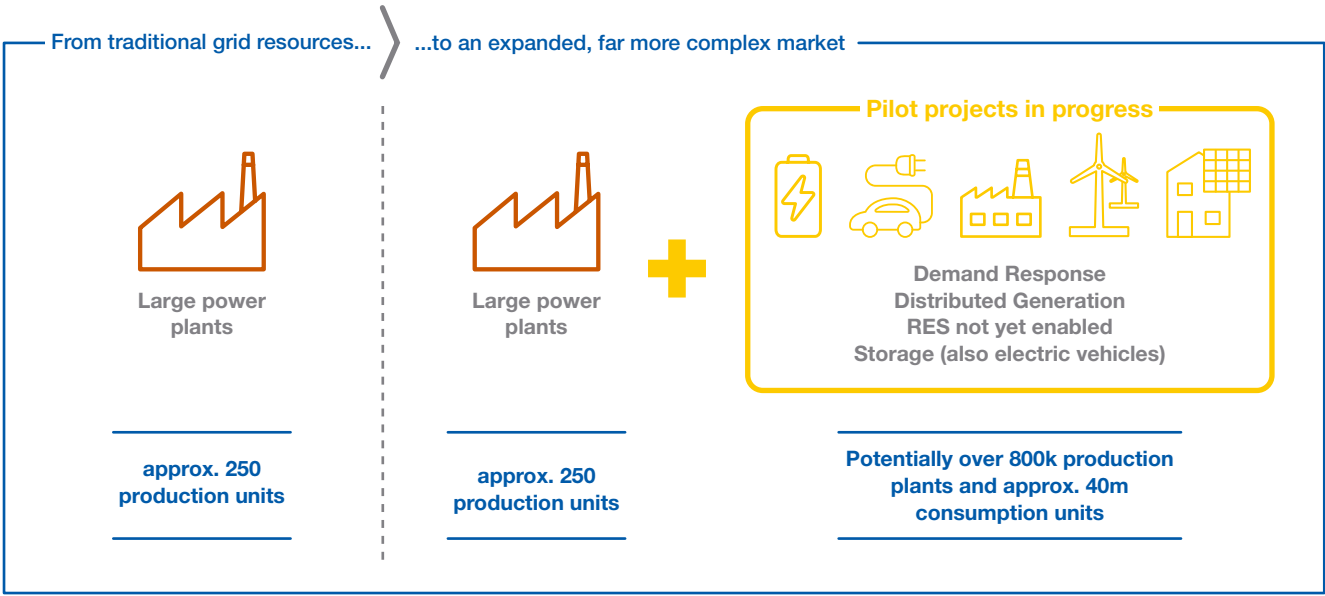 From traditional grid resources...
...to an expanded, far more complex market
Large power
plants
approx. 250
production units
Large power
plants
approx. 250
production units
Pilot projects in progress
Demand Response
Distributed Generation
RES not yet enabled
Storage (also electric vehicles)
Potentially over 800k production
plants and approx. 40m
consumption units